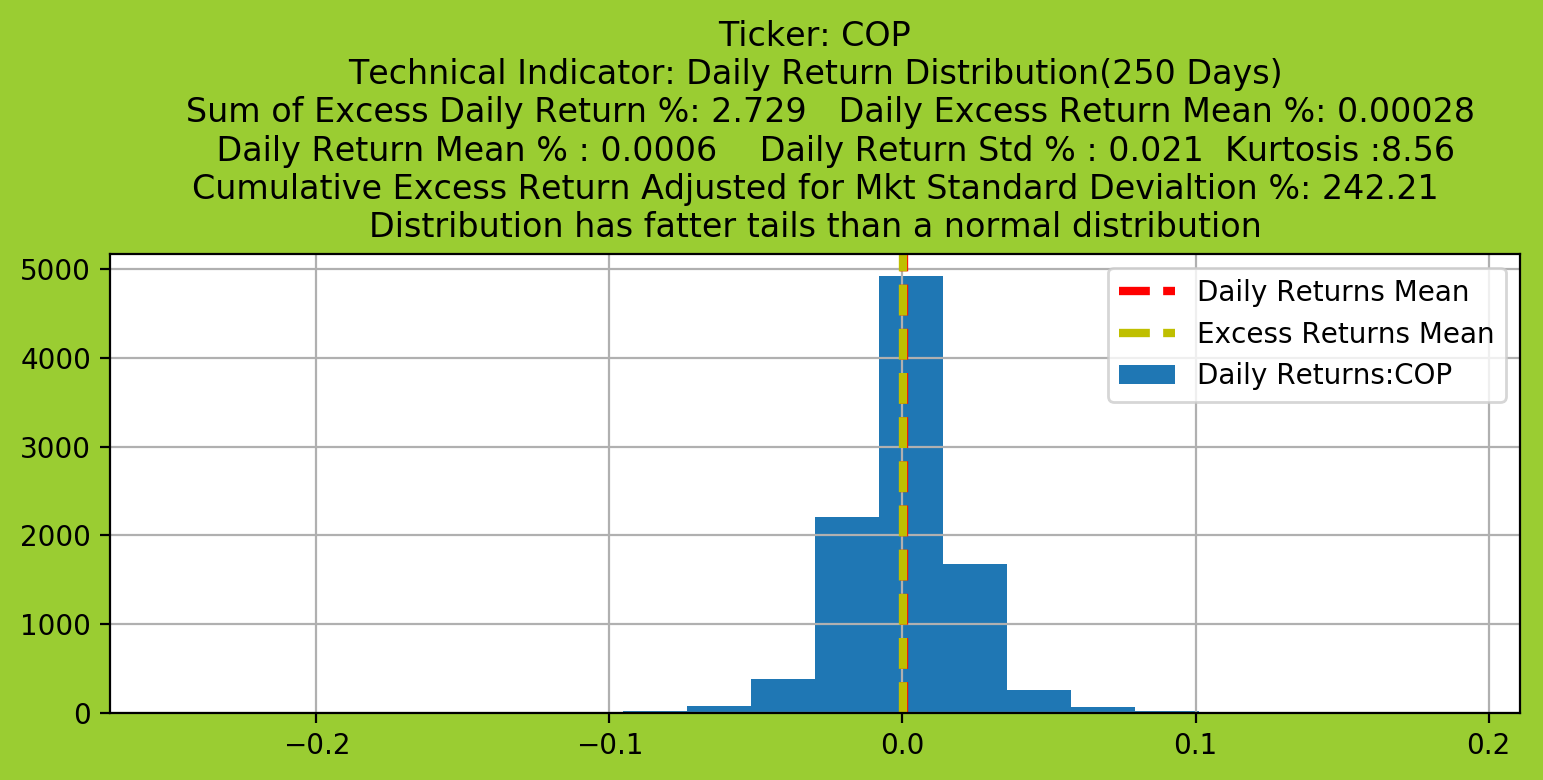 Ticker: COP
Technical Indicator: Daily Return Distribution(250 Days)
Sum of Excess Daily Return %: 2.729   Daily Excess Return Mean %: 0.00028
Daily Return Mean % : 0.0006    Daily Return Std % : 0.021  Kurtosis :8.56
Cumulative Excess Return Adjusted for Mkt Standard Devialtion %: 242.21
Distribution has fatter tails than a normal distribution
5000
4000
3000
2000
1000
0
Daily Returns Mean
Excess Returns Mean
Daily Returns:COP
−0.2
−0.1
0.0
0.1
0.2